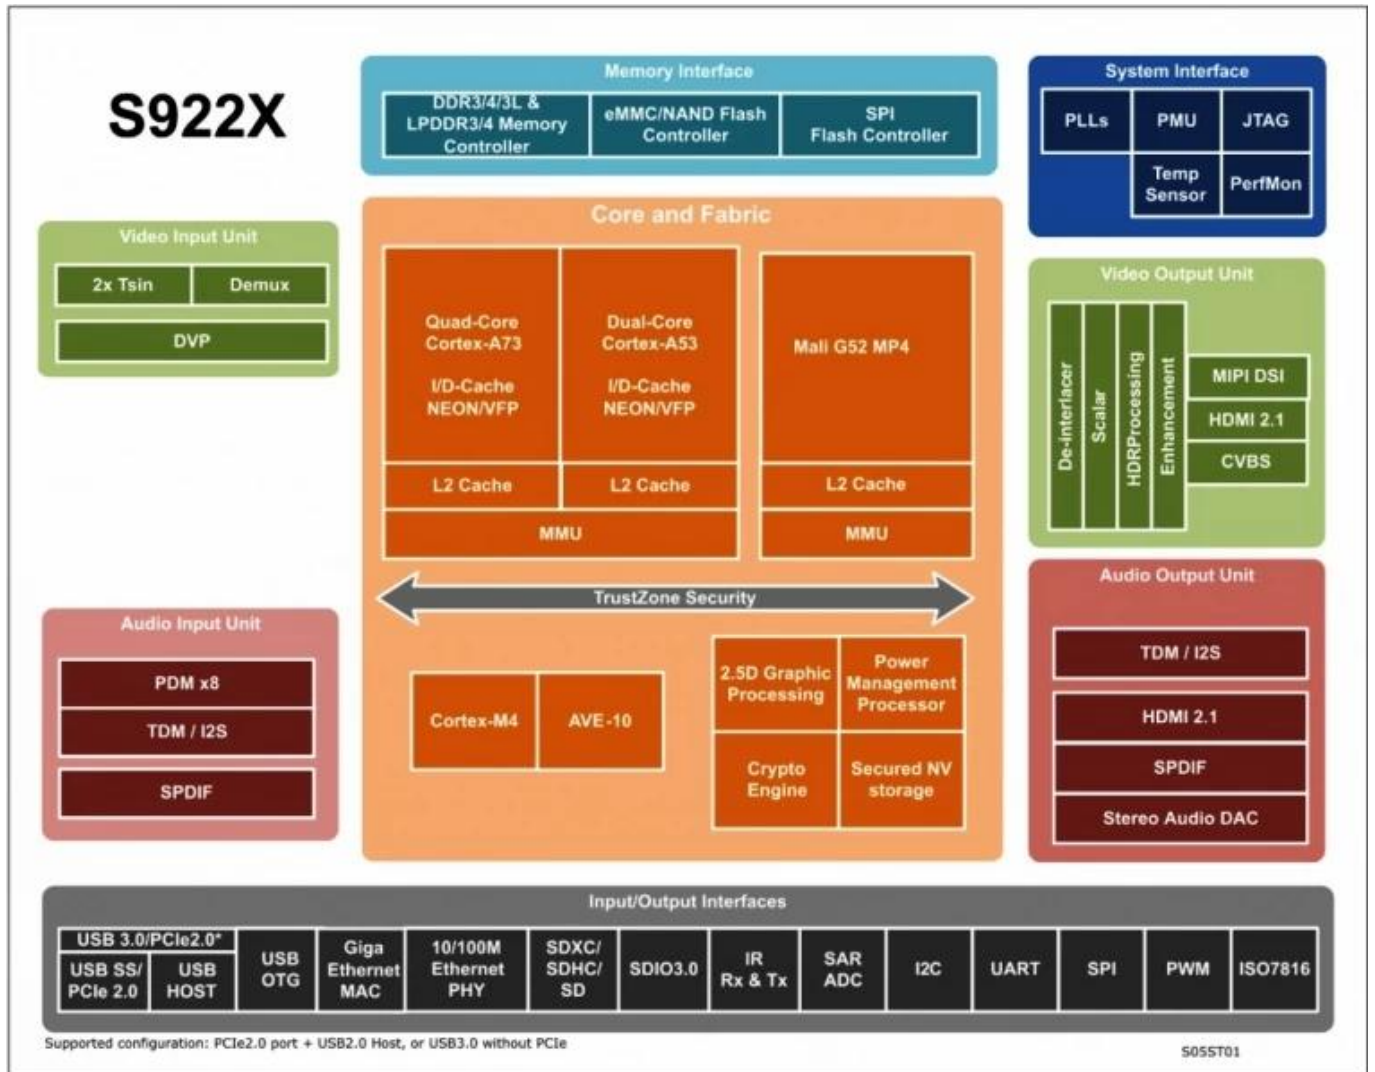 S922X
Memory Interface
DDR3/4/3L &
LPDDR3/4 Memory
Controller
eMMC/NAND Flash
Controller
SPI
Flash Controller
System Interface
PLLs
PMU
JTAG
Temp
Sensor
PerfMon
Video Input Unit
2x Tsin
Demux
DVP
Core and Fabric
Quad-Core
Cortex-A73
I/D-Cache
NEON/VFP
Dual-Core
Cortex-A53
I/D-Cache
NEON/VFP
Mali G52 MP4
L2 Cache
L2 Cache
L2 Cache
MMU
MMU
TrustZone Security
Cortex-M4
AVE-10
2.5D Graphic
Processing
Power
Management
Processor
Crypto
Engine
Secured NV
storage
Video Output Unit
De-interlacer
Scalar
HDRProcessing
Enhancement
MIPI DSI
HDMI 2.1
CVBS
Audio Input Unit
PDM x8
TDM / I2S
SPDIF
Audio Output Unit
TDM / I2S
HDMI 2.1
SPDIF
Stereo Audio DAC
Input/Output Interfaces
USB 3.0/PCIe2.0*
USB SS/
PCIe 2.0
USB
HOST
USB
OTG
Giga
Ethernet
MAC
10/100M
Ethernet
PHY
SDXC/
SDHC/
SD
SDIO3.0
IR
Rx & Tx
SAR
ADC
I2C
UART
SPI
PWM
ISO7816
Supported configuration: PCIe2.0 port + USB2.0 Host, or USB3.0 without PCIe
S05ST01